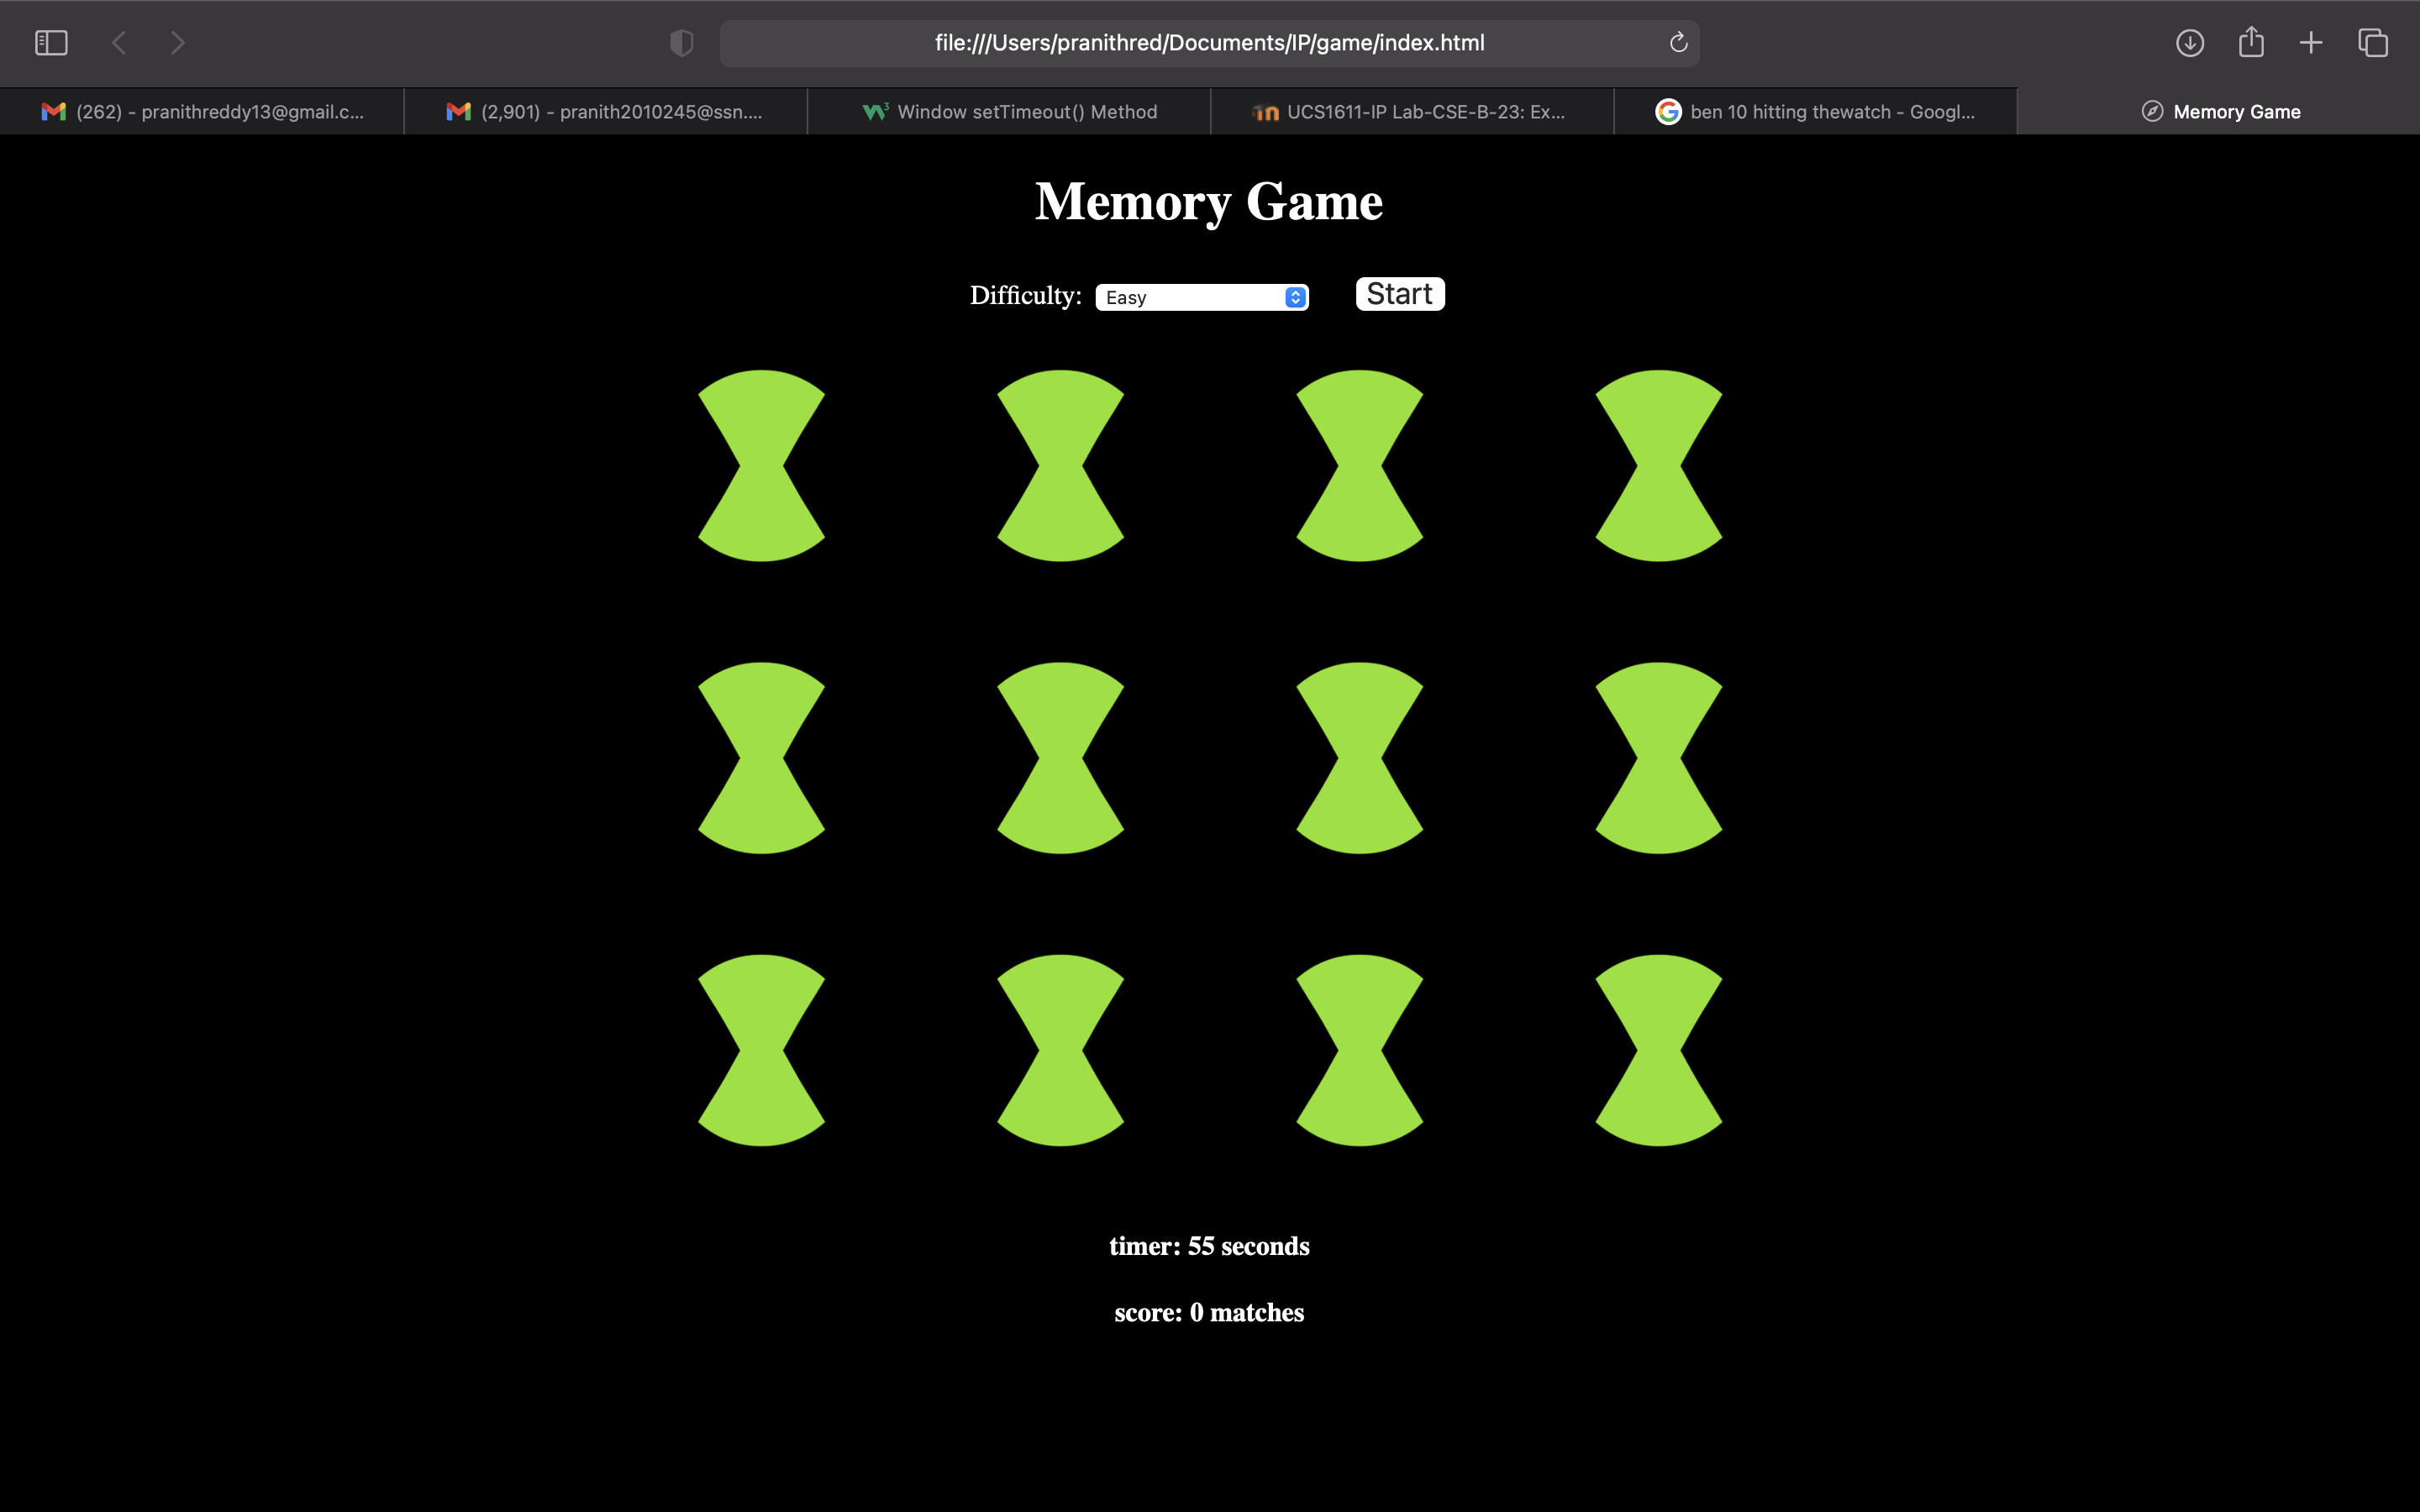 file:///Users/pranithred/Documents/IP/game/index.html
(262) - pranithreddy13@gmail.c...
(2,901) - pranith2010245@ssn....
Window setTimeout() Method
UCS1611-IP Lab-CSE-B-23: Ex...
ben 10 hitting thewatch - Googl...
Memory Game
Memory Game
Difficulty: Easy Start
timer: 55 seconds
score: 0 matches